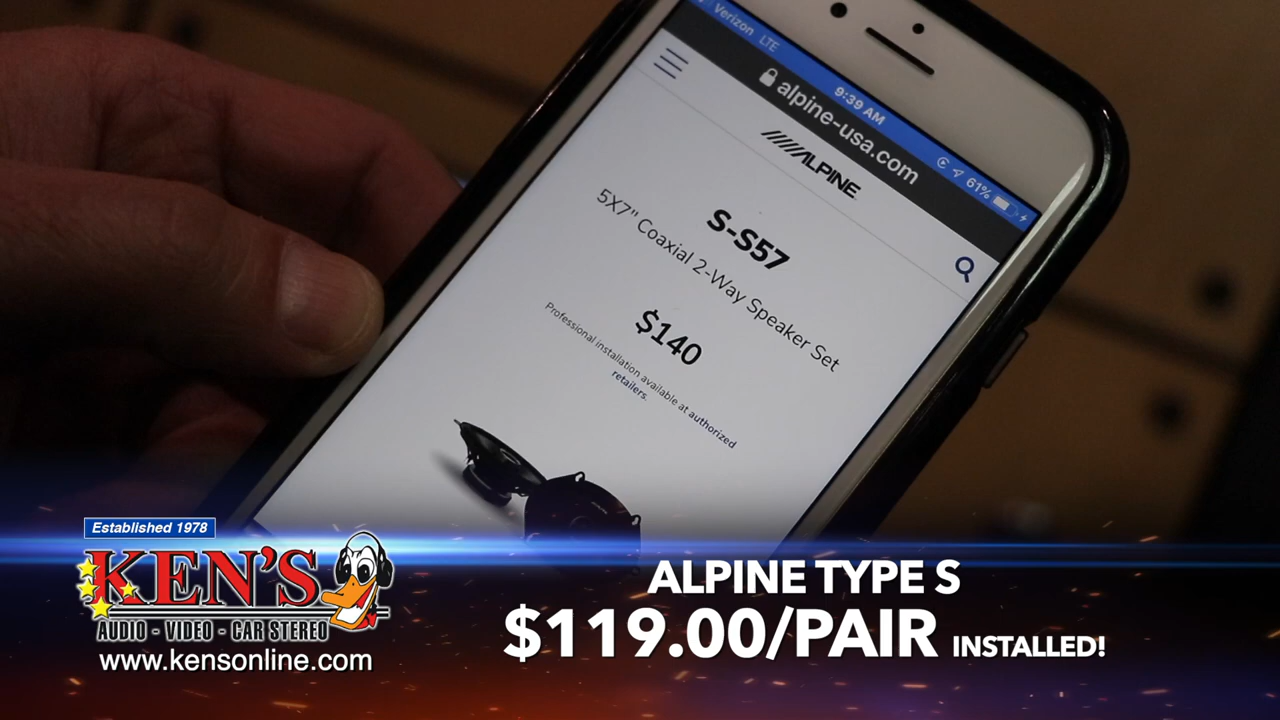 Verizon LTE
9:39 AM
61%
alpine-usa.com
ALPINE
S-S57
5X7" Coaxial 2-Way Speaker Set
$140
Professional installation available at authorized
retailers.
Established 1978
KEN'S
AUDIO - VIDEO - CAR STEREO
www.kensonline.com
ALPINE TYPE S
$119.00/PAIR INSTALLED!